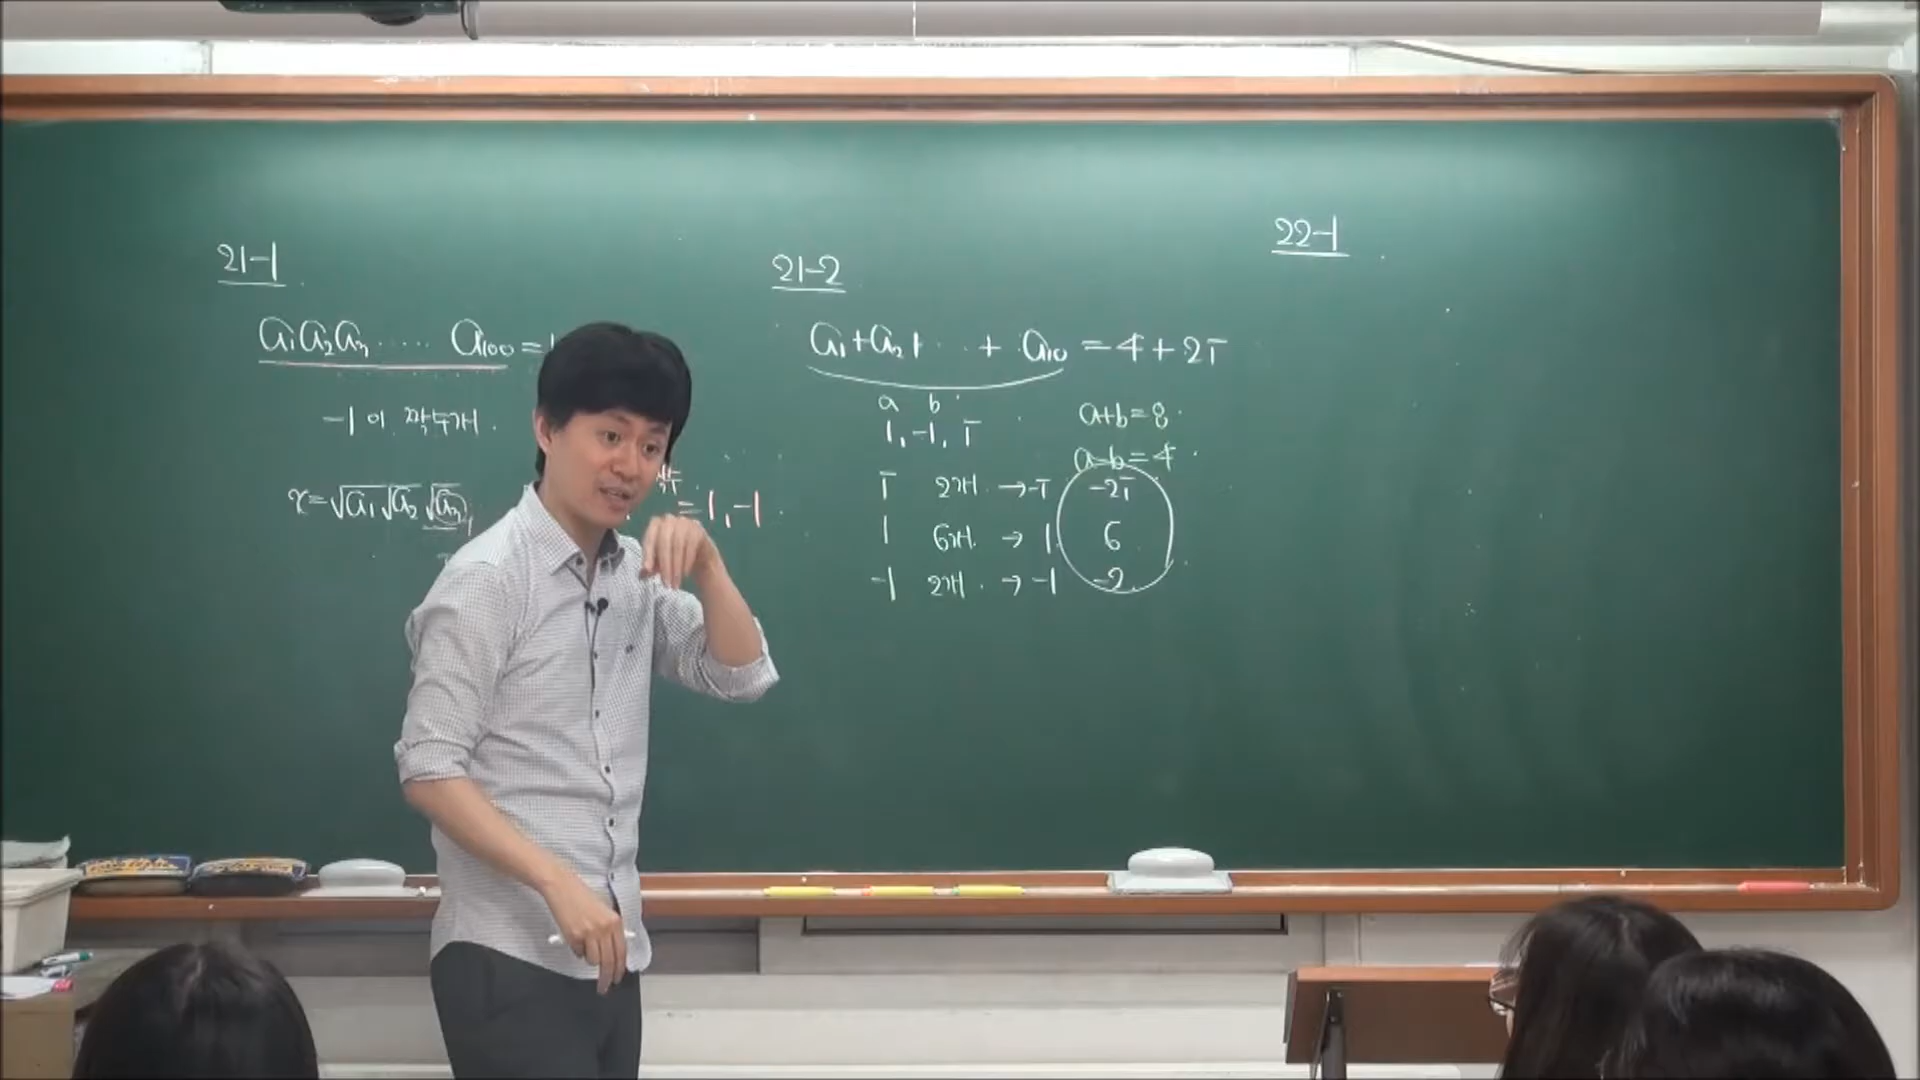 21-1
a₁a₂a₃ ..... a₁₀₀ =
-1이 짝수개.
x=√a₁√a₂√a₃
=1, -1
21-2
a₁+a₂+ ... + a₁₀ = 4+2i
a b
1, -1, i
a+b=8
a-b=4
i 2개 → -i -2i
1 6개 → 1 6
-1 2개 → -1 -2
22-1